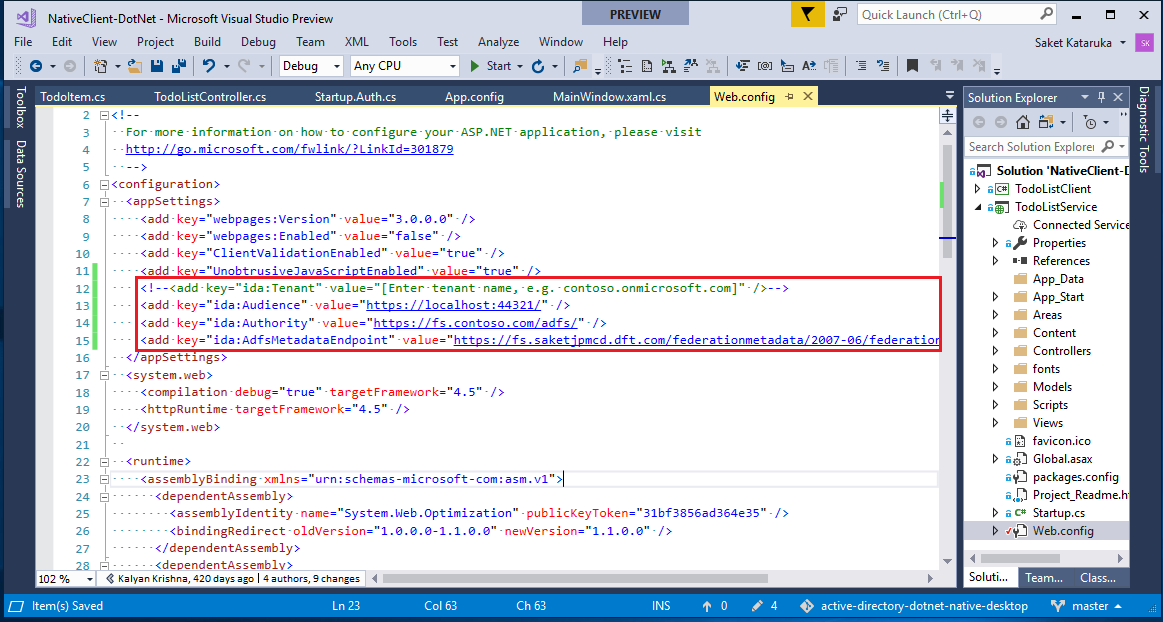 NativeClient-DotNet - Microsoft Visual Studio Preview
PREVIEW
Quick Launch (Ctrl+Q)
File Edit View Project Build Debug Team XML Tools Test Analyze Window Help
Saket Kataruka
SK
Debug Any CPU Start
Toolbox
Data Sources
TodoItem.cs TodoListController.cs Startup.Auth.cs App.config MainWindow.xaml.cs Web.config
2 <!--
3 For more information on how to configure your ASP.NET application, please visit
4 http://go.microsoft.com/fwlink/?LinkId=301879
5 -->
6 <configuration>
7 <appSettings>
8 <add key="webpages:Version" value="3.0.0.0" />
9 <add key="webpages:Enabled" value="false" />
10 <add key="ClientValidationEnabled" value="true" />
11 <add key="UnobtrusiveJavaScriptEnabled" value="true" />
12 <!--<add key="ida:Tenant" value="[Enter tenant name, e.g. contoso.onmicrosoft.com]" />-->
13 <add key="ida:Audience" value="https://localhost:44321/" />
14 <add key="ida:Authority" value="https://fs.contoso.com/adfs/" />
15 <add key="ida:AdfsMetadataEndpoint" value="https://fs.saketjpmcd.dft.com/federationmetadata/2007-06/federation
16 </appSettings>
17 <system.web>
18 <compilation debug="true" targetFramework="4.5" />
19 <httpRuntime targetFramework="4.5" />
20 </system.web>
21
22 <runtime>
23 <assemblyBinding xmlns="urn:schemas-microsoft-com:asm.v1">
24 <dependentAssembly>
25 <assemblyIdentity name="System.Web.Optimization" publicKeyToken="31bf3856ad364e35" />
26 <bindingRedirect oldVersion="1.0.0.0-1.1.0.0" newVersion="1.1.0.0" />
27 </dependentAssembly>
28 <dependentAssembly>
102 % Kalyan Krishna, 420 days ago | 4 authors, 9 changes
Solution Explorer
Search Solution Explorer
Solution 'NativeClient-D
TodoListClient
TodoListService
Connected Service
Properties
References
App_Data
App_Start
Areas
Content
Controllers
fonts
Models
Scripts
Views
favicon.ico
Global.asax
packages.config
Project_Readme.ht
Startup.cs
Web.config
Soluti... Team... Class...
Diagnostic Tools
Item(s) Saved Ln 23 Col 63 Ch 63 INS 0 4 active-directory-dotnet-native-desktop master